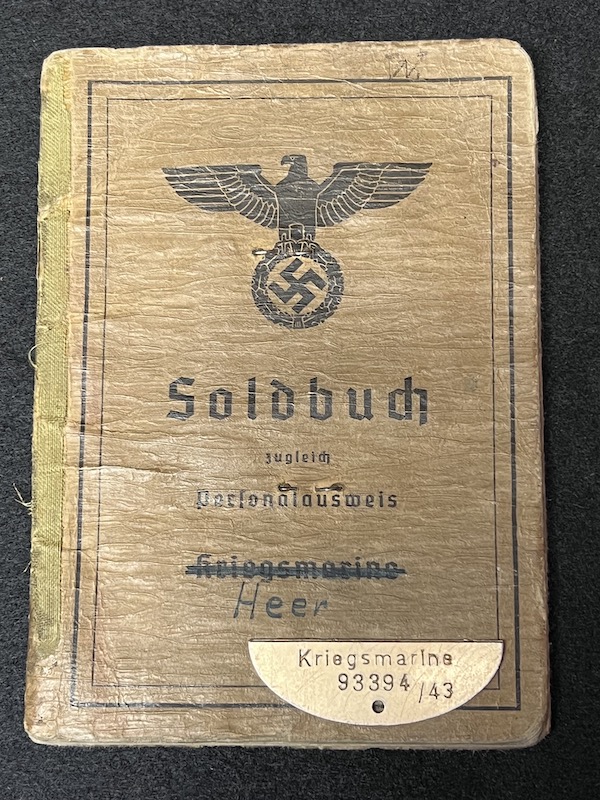 Soldbuch
zugleich
Personalausweis
Kriegsmarine
Heer
Kriegsmarine
93394/43